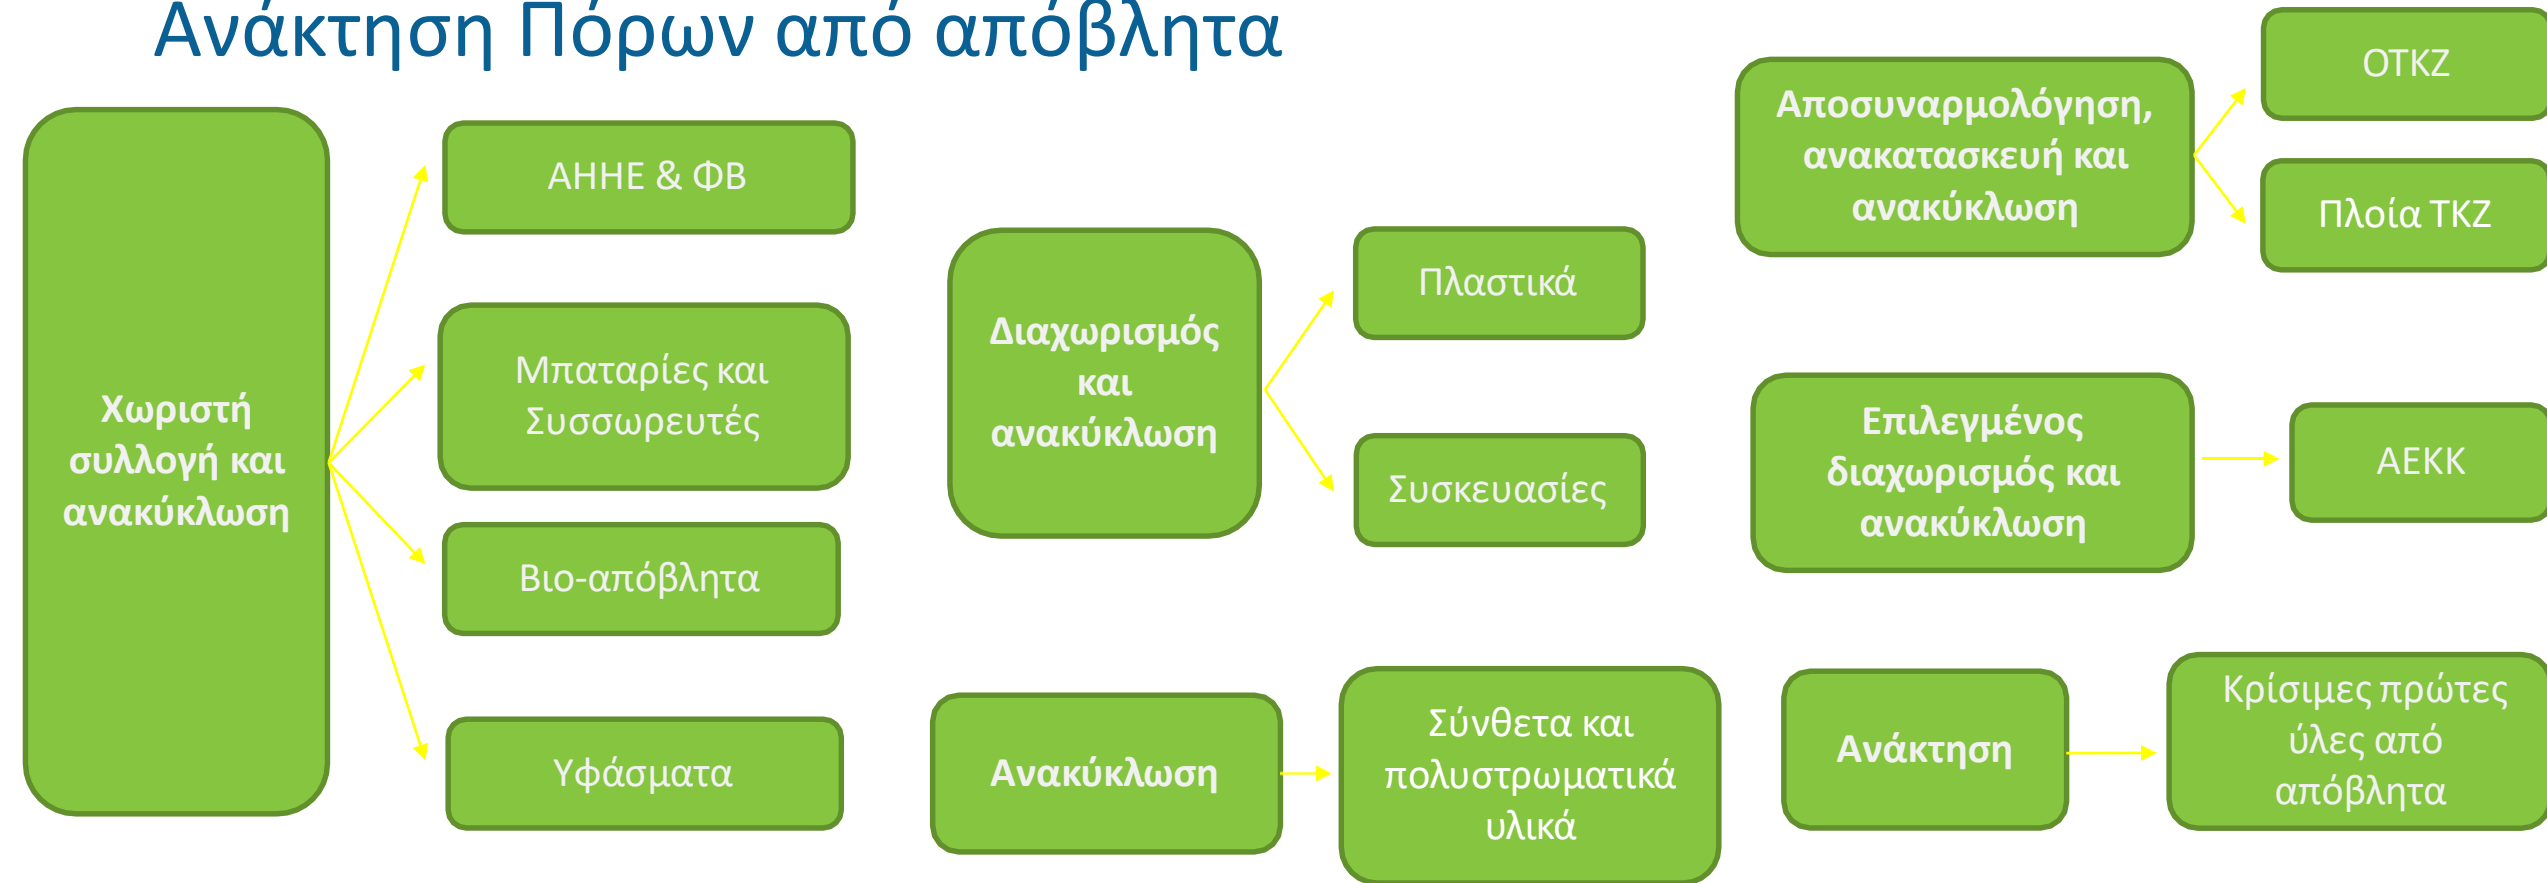 Ανάκτηση Πόρων από απόβλητα
Χωριστή
συλλογή και
ανακύκλωση
ΑΗΗΕ & ΦΒ
Μπαταρίες και
Συσσωρευτές
Βιο-απόβλητα
Υφάσματα
Διαχωρισμός
και
ανακύκλωση
Πλαστικά
Συσκευασίες
Ανακύκλωση
Σύνθετα και
πολυστρωματικά
υλικά
Αποσυναρμολόγηση,
ανακατασκευή και
ανακύκλωση
ΟΤΚΖ
Πλοία ΤΚΖ
Επιλεγμένος
διαχωρισμός και
ανακύκλωση
ΑΕΚΚ
Ανάκτηση
Κρίσιμες πρώτες
ύλες από
απόβλητα